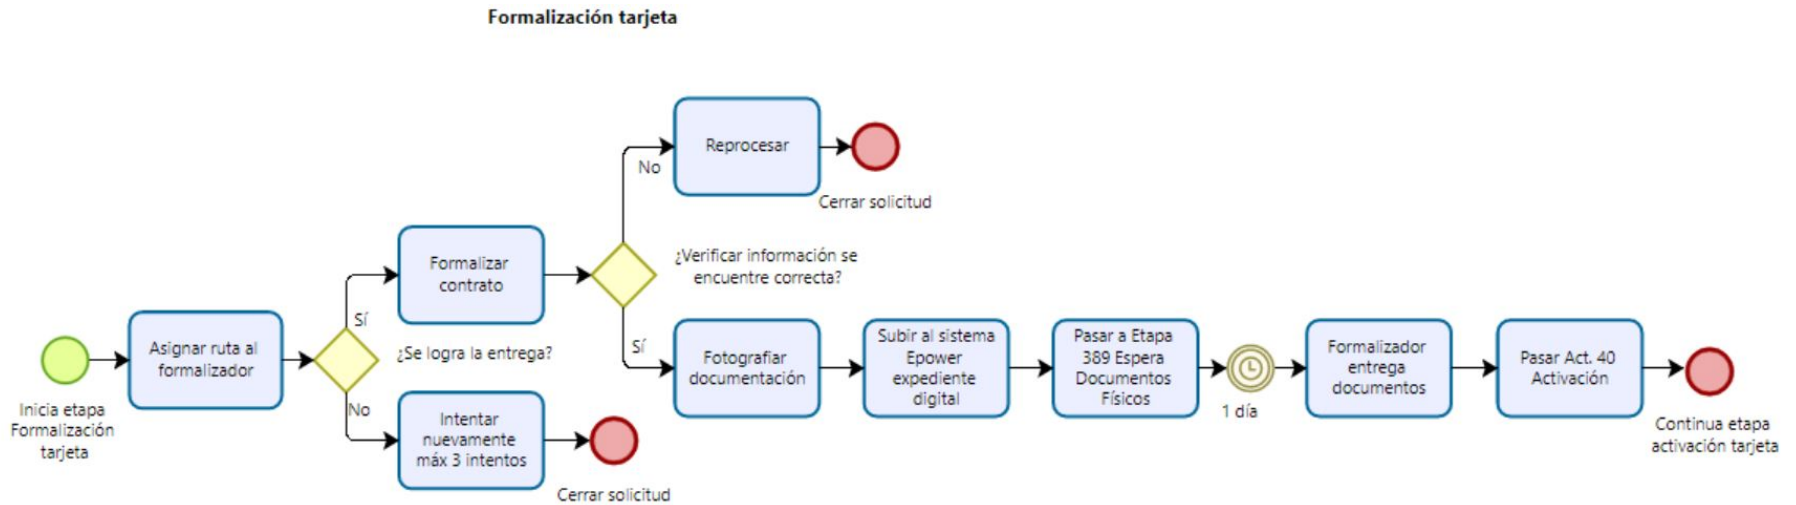 Formalización tarjeta
Inicia etapa
Formalización
tarjeta
Asignar ruta al
formalizador
¿Se logra la entrega?
Sí
No
Formalizar
contrato
Intentar
nuevamente
máx 3 intentos
Cerrar solicitud
¿Verificar información se
encuentre correcta?
No
Sí
Reprocesar
Cerrar solicitud
Fotografiar
documentación
Subir al sistema
Epower
expediente
digital
Pasar a Etapa
389 Espera
Documentos
Físicos
1 día
Formalizador
entrega
documentos
Pasar Act. 40
Activación
Continua etapa
activación tarjeta